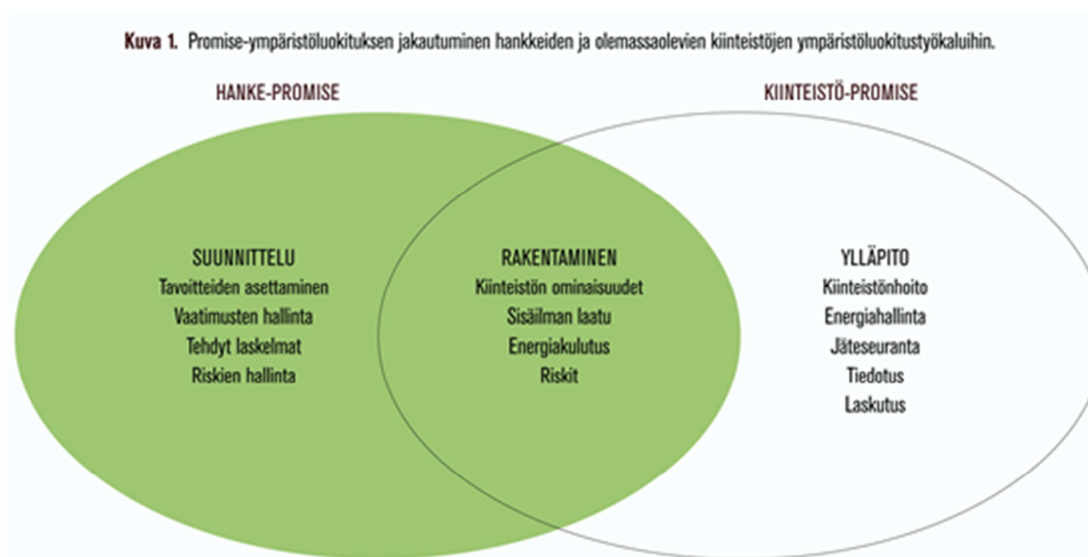 Kuva 1. Promise-ympäristöluokituksen jakautuminen hankkeiden ja olemassaolevien kiinteistöjen ympäristöluokitustyökaluihin.
HANKE-PROMISE
KIINTEISTÖ-PROMISE
SUUNNITTELU
Tavoitteiden asettaminen
Vaatimusten hallinta
Tehdyt laskelmat
Riskien hallinta
RAKENTAMINEN
Kiinteistön ominaisuudet
Sisäilman laatu
Energiakulutus
Riskit
YLLÄPITO
Kiinteistönhoito
Energiahallinta
Jäteseuranta
Tiedotus
Laskutus